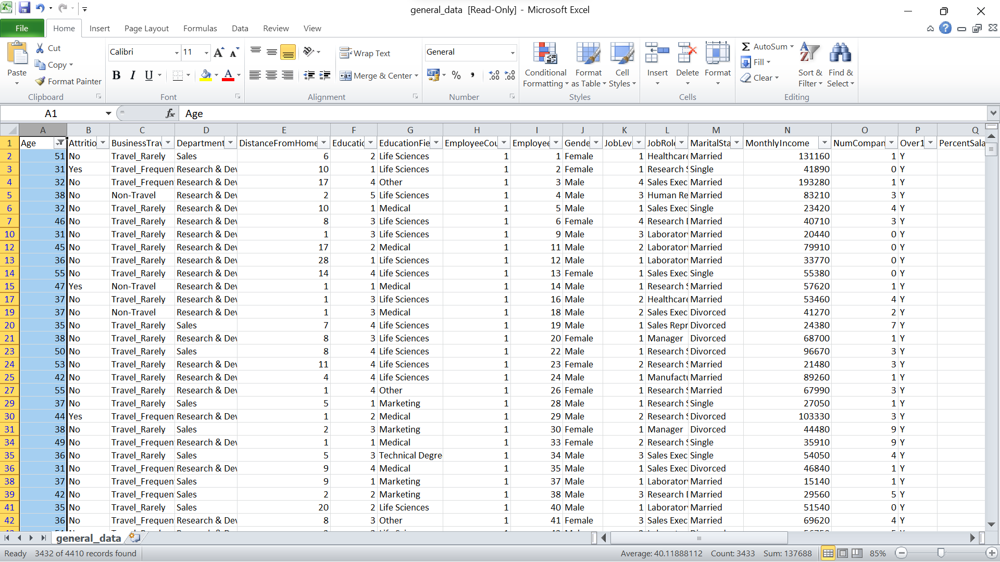 general_data [Read-Only] - Microsoft Excel
File Home Insert Page Layout Formulas Data Review View
Paste Cut Copy Format Painter Clipboard
Calibri 11 B I U Font
Wrap Text Merge & Center Alignment
General % , Number
Conditional Formatting Format as Table Cell Styles Styles
Insert Delete Format Cells
AutoSum Fill Clear Sort & Filter Find & Select Editing
A1 fx Age
A B C D E F G H I J K L M N O P Q
1 Age Attritio BusinessTrav Department DistanceFromHome Educatio EducationFie EmployeeCou Employee Gende JobLev JobRole MaritalSta MonthlyIncome NumCompan Over1 PercentSala
2 51 No Travel_Rarely Sales 6 2 Life Sciences 1 1 Female 1 Healthcare Married 131160 1 Y
3 31 Yes Travel_Frequen Research & Dev 10 1 Life Sciences 1 2 Female 1 Research S Single 41890 0 Y
4 32 No Travel_Frequen Research & Dev 17 4 Other 1 3 Male 4 Sales Exec Married 193280 1 Y
5 38 No Non-Travel Research & Dev 2 5 Life Sciences 1 4 Male 3 Human Re Married 83210 3 Y
6 32 No Travel_Rarely Research & Dev 10 1 Medical 1 5 Male 1 Sales Exec Single 23420 4 Y
7 46 No Travel_Rarely Research & Dev 8 3 Life Sciences 1 6 Female 4 Research D Married 40710 3 Y
10 31 No Travel_Rarely Research & Dev 1 3 Life Sciences 1 9 Male 3 Laborator Married 20440 0 Y
12 45 No Travel_Rarely Research & Dev 17 2 Medical 1 11 Male 2 Laborator Married 79910 0 Y
13 36 No Travel_Rarely Research & Dev 28 1 Life Sciences 1 12 Male 1 Laborator Married 33770 0 Y
14 55 No Travel_Rarely Research & Dev 14 4 Life Sciences 1 13 Female 1 Sales Exec Single 55380 0 Y
15 47 Yes Non-Travel Research & Dev 1 1 Medical 1 14 Male 1 Research S Married 57620 1 Y
17 37 No Travel_Rarely Research & Dev 1 3 Life Sciences 1 16 Male 2 Healthcare Married 53460 4 Y
19 37 No Non-Travel Research & Dev 1 3 Medical 1 18 Male 2 Sales Exec Divorced 41270 2 Y
20 35 No Travel_Rarely Sales 7 4 Life Sciences 1 19 Male 1 Sales Repr Divorced 24380 7 Y
21 38 No Travel_Rarely Research & Dev 8 3 Life Sciences 1 20 Female 1 Manager Divorced 68700 1 Y
23 50 No Travel_Rarely Sales 8 4 Life Sciences 1 22 Male 1 Research S Divorced 96670 3 Y
24 53 No Travel_Rarely Research & Dev 11 4 Life Sciences 1 23 Female 2 Research S Married 21480 3 Y
25 42 No Travel_Rarely Research & Dev 4 4 Life Sciences 1 24 Male 1 Manufactu Married 89260 1 Y
27 55 No Travel_Rarely Research & Dev 1 4 Other 1 26 Female 1 Research S Married 67990 3 Y
29 37 No Travel_Rarely Sales 5 1 Marketing 1 28 Male 1 Research S Single 27050 1 Y
30 44 Yes Travel_Frequen Research & Dev 1 2 Medical 1 29 Male 2 Research S Divorced 103330 3 Y
31 38 No Travel_Rarely Sales 2 3 Marketing 1 30 Female 1 Manager Divorced 44480 9 Y
34 49 No Travel_Frequen Research & Dev 1 1 Medical 1 33 Female 2 Research S Single 35910 9 Y
35 36 No Travel_Rarely Sales 5 3 Technical Degre 1 34 Male 3 Sales Exec Single 54050 4 Y
36 31 No Travel_Frequen Research & Dev 9 4 Medical 1 35 Male 1 Sales Exec Divorced 46840 1 Y
38 37 No Travel_Frequen Sales 9 1 Marketing 1 37 Male 1 Laborator Married 15140 1 Y
39 42 No Travel_Frequen Sales 2 2 Marketing 1 38 Male 3 Research D Married 29560 5 Y
41 35 No Travel_Rarely Sales 20 2 Life Sciences 1 40 Male 1 Laborator Married 51540 0 Y
42 36 No Travel_Frequen Research & Dev 8 3 Other 1 41 Female 3 Sales Exec Married 69620 4 Y
general_data
Ready 3432 of 4410 records found Average: 40.11888112 Count: 3433 Sum: 137688 85%